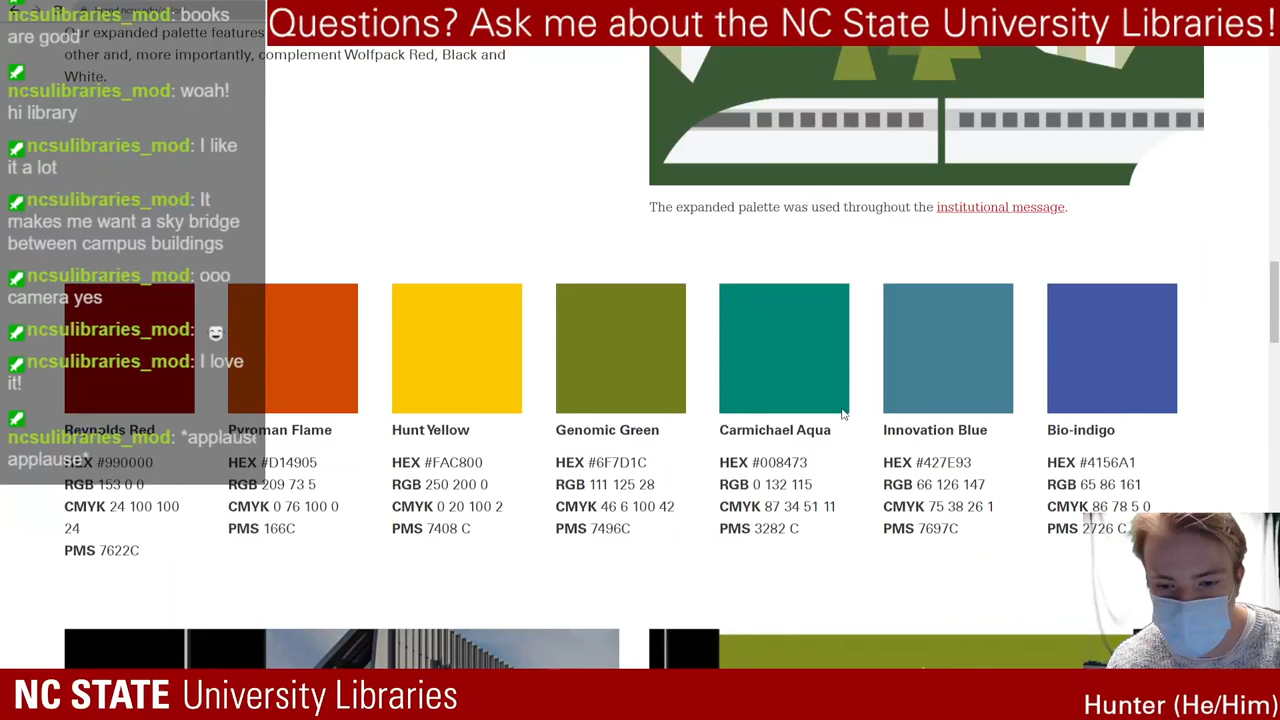 Questions? Ask me about the NC State University Libraries!
ncsulibraries_mod: books
are good
ncsulibraries_mod: woah!
hi library
ncsulibraries_mod: I like
it a lot
ncsulibraries_mod: It
makes me want a sky bridge
between campus buildings
ncsulibraries_mod: ooo
camera yes
ncsulibraries_mod:
ncsulibraries_mod: I love
it!
ncsulibraries_mod: *applause
applause*
Our expanded palette features
other and, more importantly, complement Wolfpack Red, Black and
White.
The expanded palette was used throughout the institutional message.
Reynolds Red
HEX #990000
RGB 153 0 0
CMYK 24 100 100
24
PMS 7622C
Pyroman Flame
HEX #D14905
RGB 209 73 5
CMYK 0 76 100 0
PMS 166C
Hunt Yellow
HEX #FAC800
RGB 250 200 0
CMYK 0 20 100 2
PMS 7408 C
Genomic Green
HEX #6F7D1C
RGB 111 125 28
CMYK 46 6 100 42
PMS 7496C
Carmichael Aqua
HEX #008473
RGB 0 132 115
CMYK 87 34 51 11
PMS 3282 C
Innovation Blue
HEX #427E93
RGB 66 126 147
CMYK 75 38 26 1
PMS 7697C
Bio-indigo
HEX #4156A1
RGB 65 86 161
CMYK 86 78 5 0
PMS 2726 C
NC STATE University Libraries
Hunter (He/Him)